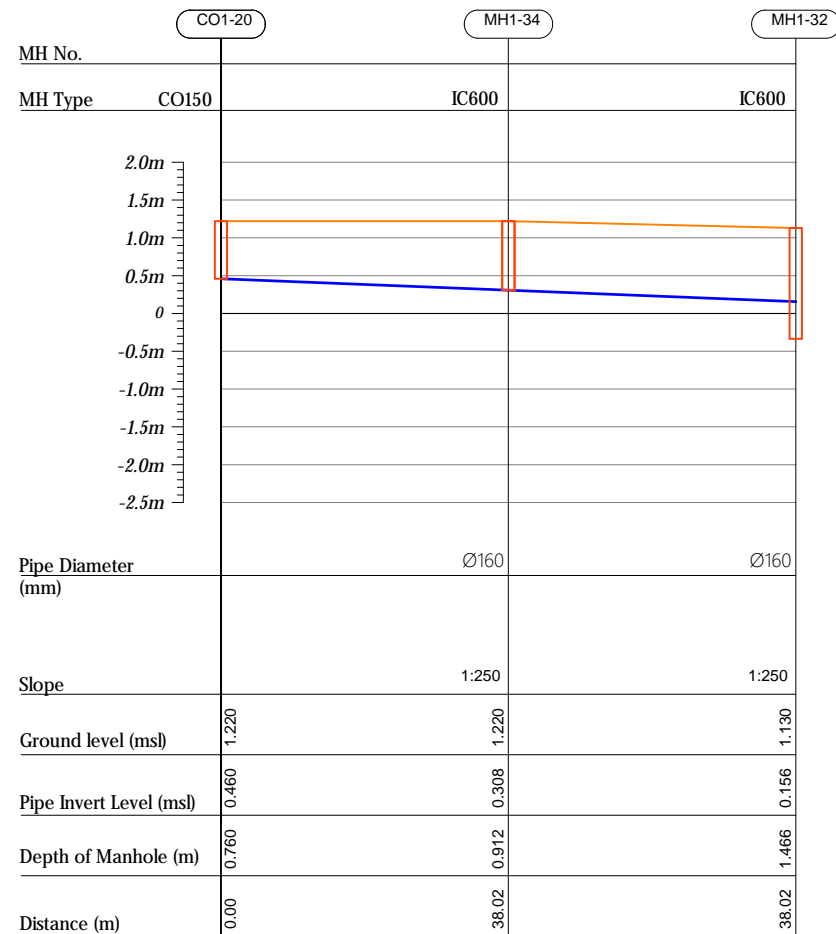 CO1-20 MH1-34 MH1-32
MH No.
MH Type CO150 IC600 IC600
2.0m
1.5m
1.0m
0.5m
0
-0.5m
-1.0m
-1.5m
-2.0m
-2.5m
Pipe Diameter Ø160 Ø160
(mm)
Slope 1:250 1:250
Ground level (msl) 1.220 1.220 1.130
Pipe Invert Level (msl) 0.460 0.308 0.156
Depth of Manhole (m) 0.760 0.912 1.466
Distance (m) 0.00 38.02 38.02